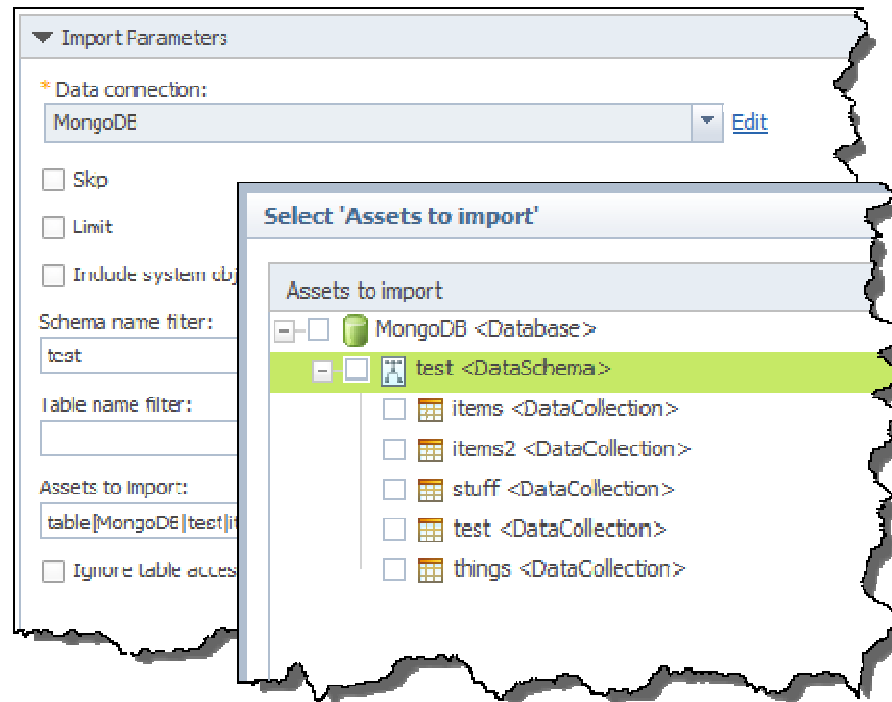 Import Parameters
* Data connection:
MongoDB
Edit
Skip
Limit
Include system obj
Schema name filter:
test
Table name filter:
Assets to Import:
table[MongoDB|test|it
Ignore table acces
Select 'Assets to import'
Assets to import
MongoDB <Database>
test <DataSchema>
items <DataCollection>
items2 <DataCollection>
stuff <DataCollection>
test <DataCollection>
things <DataCollection>